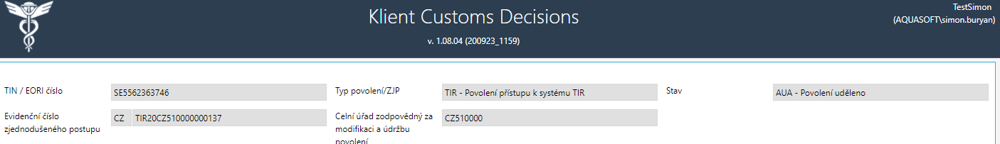 Klient Customs Decisions
v. 1.08.04 (200923_1159)
TestSimon
(AQUASOFT\simon.buryan)
TIN / EORI číslo
SE5562363746
Typ povolení/ZJP
TIR - Povolení přístupu k systému TIR
Stav
AUA - Povolení uděleno
Evidenční číslo
zjednodušeného postupu
CZ
TIR20CZ510000000137
Celní úřad zodpovědný za
modifikaci a údržbu
povolení
CZ510000